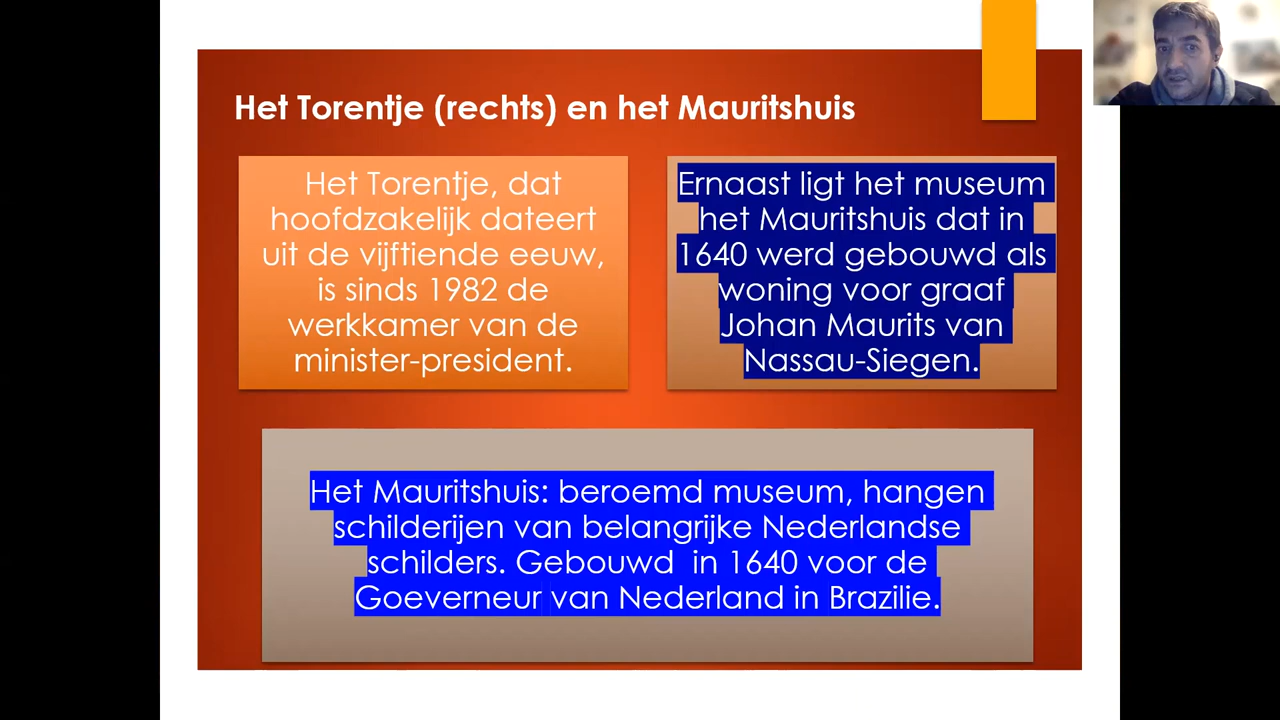 Het Torentje (rechts) en het Mauritshuis
Het Torentje, dat
hoofdzakelijk dateert
uit de vijftiende eeuw,
is sinds 1982 de
werkkamer van de
minister-president.
Ernaast ligt het museum
het Mauritshuis dat in
1640 werd gebouwd als
woning voor graaf
Johan Maurits van
Nassau-Siegen.
Het Mauritshuis: beroemd museum, hangen
schilderijen van belangrijke Nederlandse
schilders. Gebouwd in 1640 voor de
Goeverneur van Nederland in Brazilie.